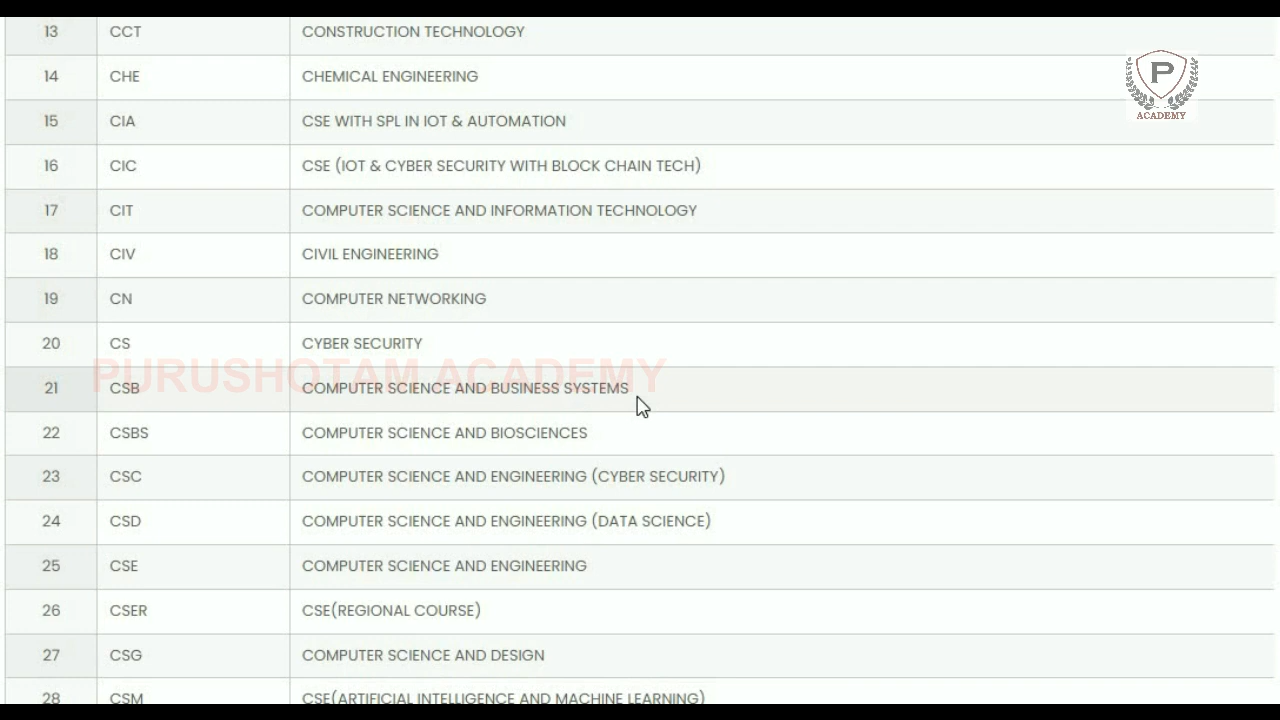 13 CCT CONSTRUCTION TECHNOLOGY
P
ACADEMY
14 CHE CHEMICAL ENGINEERING
15 CIA CSE WITH SPL IN IOT & AUTOMATION
16 CIC CSE (IOT & CYBER SECURITY WITH BLOCK CHAIN TECH)
17 CIT COMPUTER SCIENCE AND INFORMATION TECHNOLOGY
18 CIV CIVIL ENGINEERING
19 CN COMPUTER NETWORKING
20 CS CYBER SECURITY
PURUSHOTAM ACADEMY
21 CSB COMPUTER SCIENCE AND BUSINESS SYSTEMS
22 CSBS COMPUTER SCIENCE AND BIOSCIENCES
23 CSC COMPUTER SCIENCE AND ENGINEERING (CYBER SECURITY)
24 CSD COMPUTER SCIENCE AND ENGINEERING (DATA SCIENCE)
25 CSE COMPUTER SCIENCE AND ENGINEERING
26 CSER CSE(REGIONAL COURSE)
27 CSG COMPUTER SCIENCE AND DESIGN
28 CSM CSE(ARTIFICIAL INTELLIGENCE AND MACHINE LEARNING)